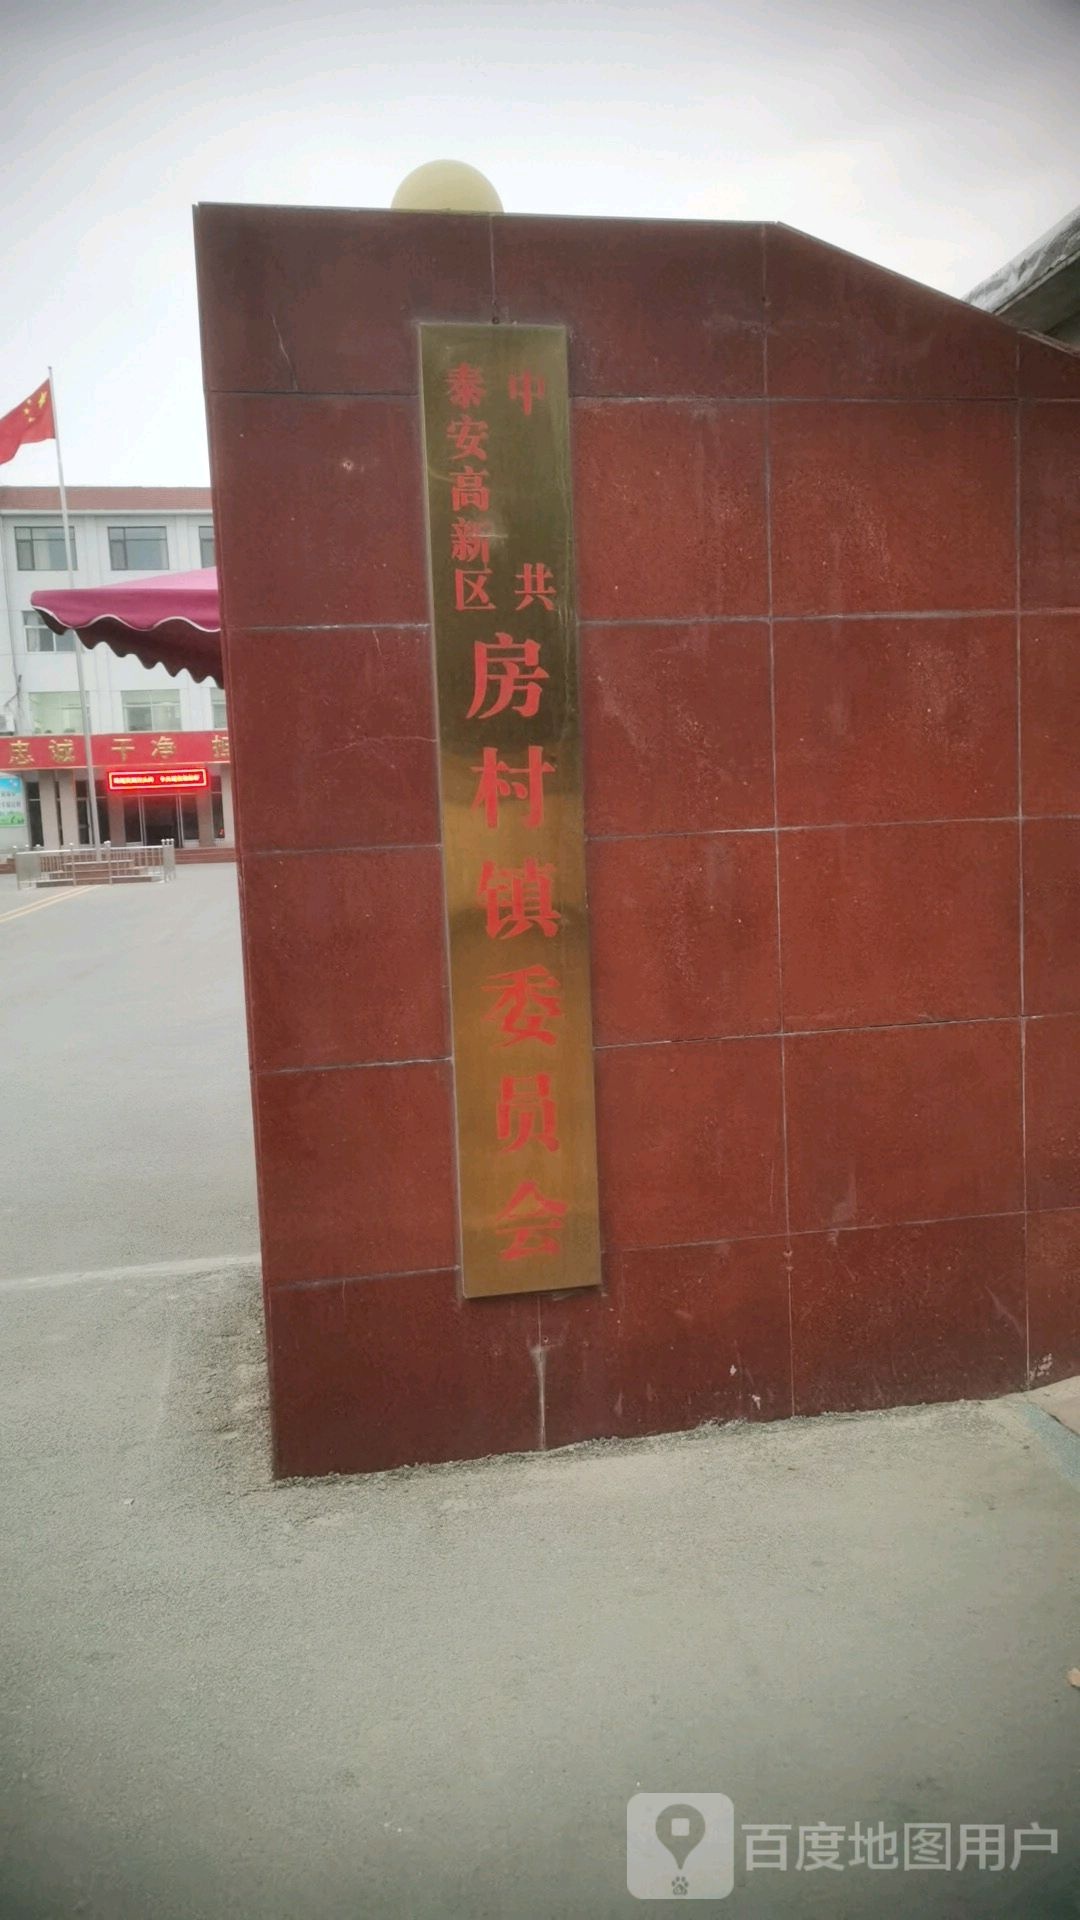 中共
泰安高新区
房村镇委员会
忠诚 干净 担
百度地图用户